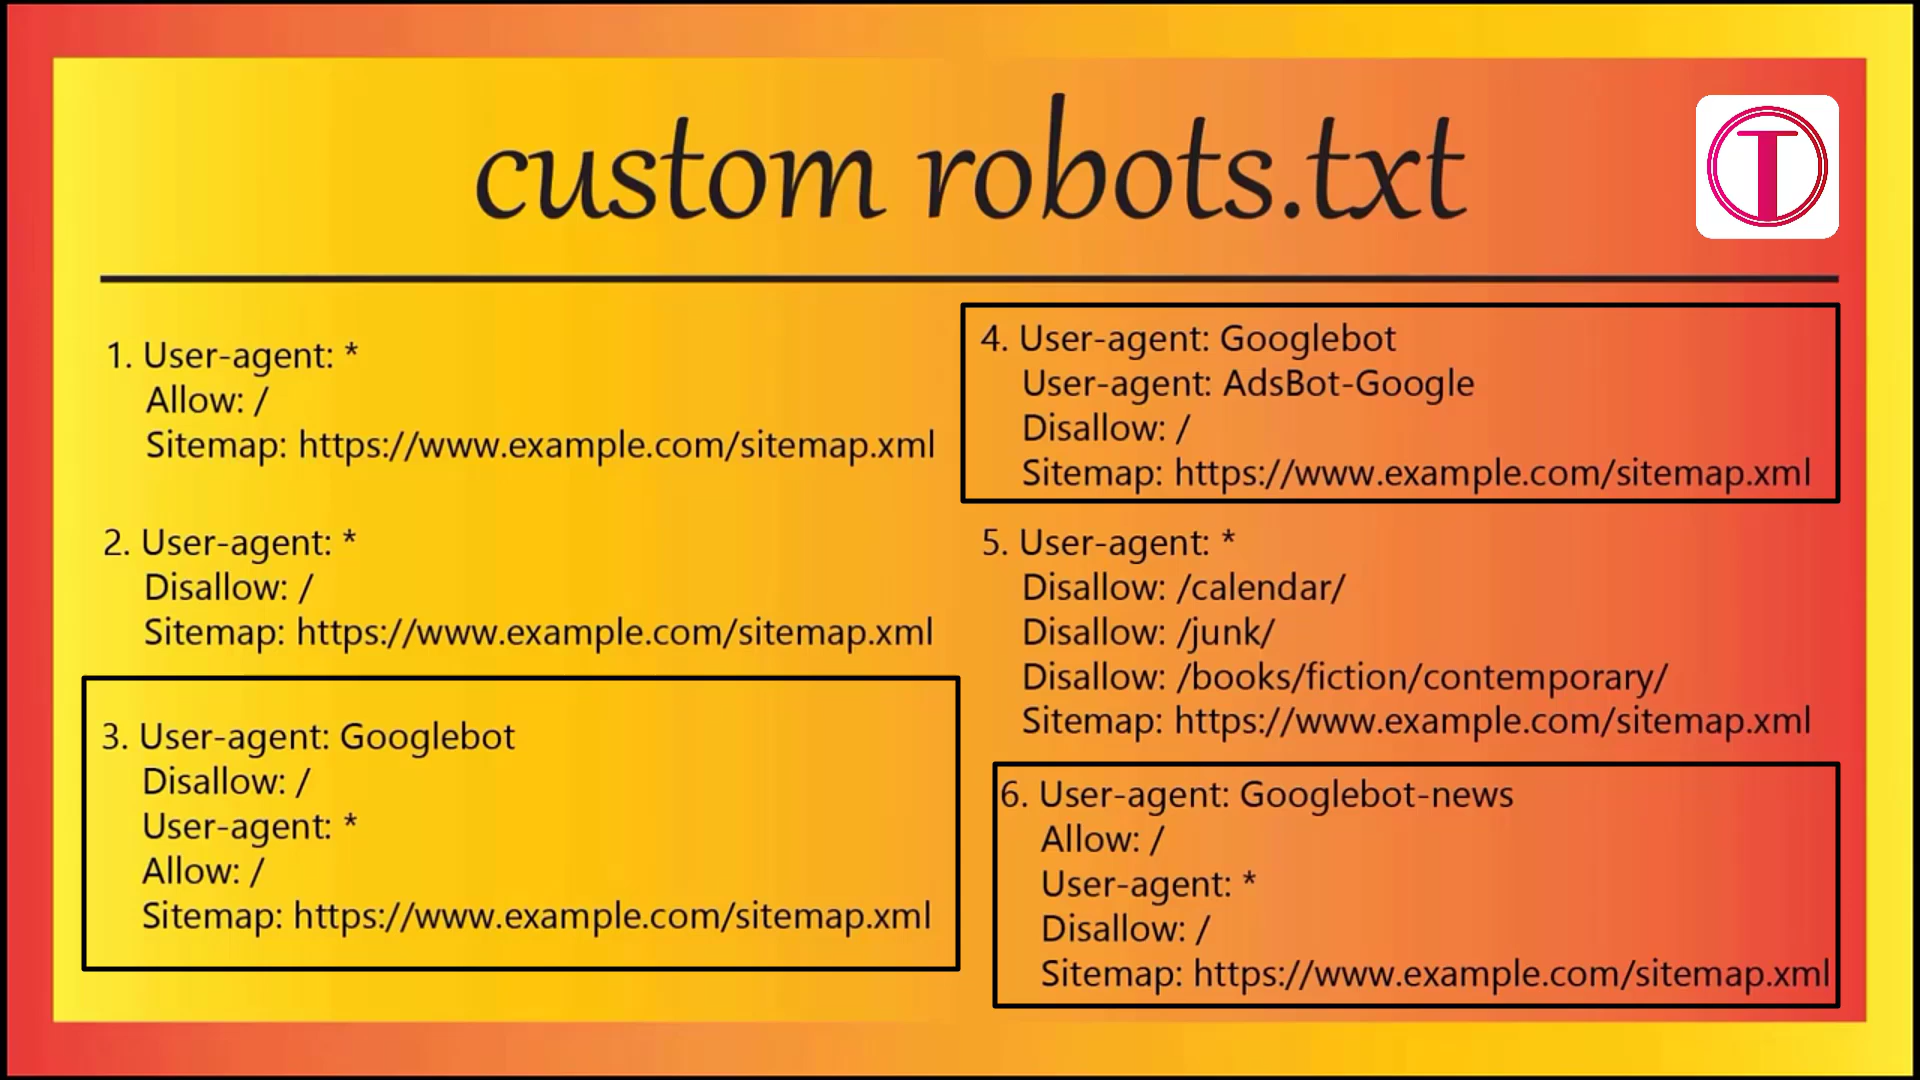 custom robots.txt
T
1. User-agent: *
Allow: /
Sitemap: https://www.example.com/sitemap.xml
2. User-agent: *
Disallow: /
Sitemap: https://www.example.com/sitemap.xml
3. User-agent: Googlebot
Disallow: /
User-agent: *
Allow: /
Sitemap: https://www.example.com/sitemap.xml
4. User-agent: Googlebot
User-agent: AdsBot-Google
Disallow: /
Sitemap: https://www.example.com/sitemap.xml
5. User-agent: *
Disallow: /calendar/
Disallow: /junk/
Disallow: /books/fiction/contemporary/
Sitemap: https://www.example.com/sitemap.xml
6. User-agent: Googlebot-news
Allow: /
User-agent: *
Disallow: /
Sitemap: https://www.example.com/sitemap.xml